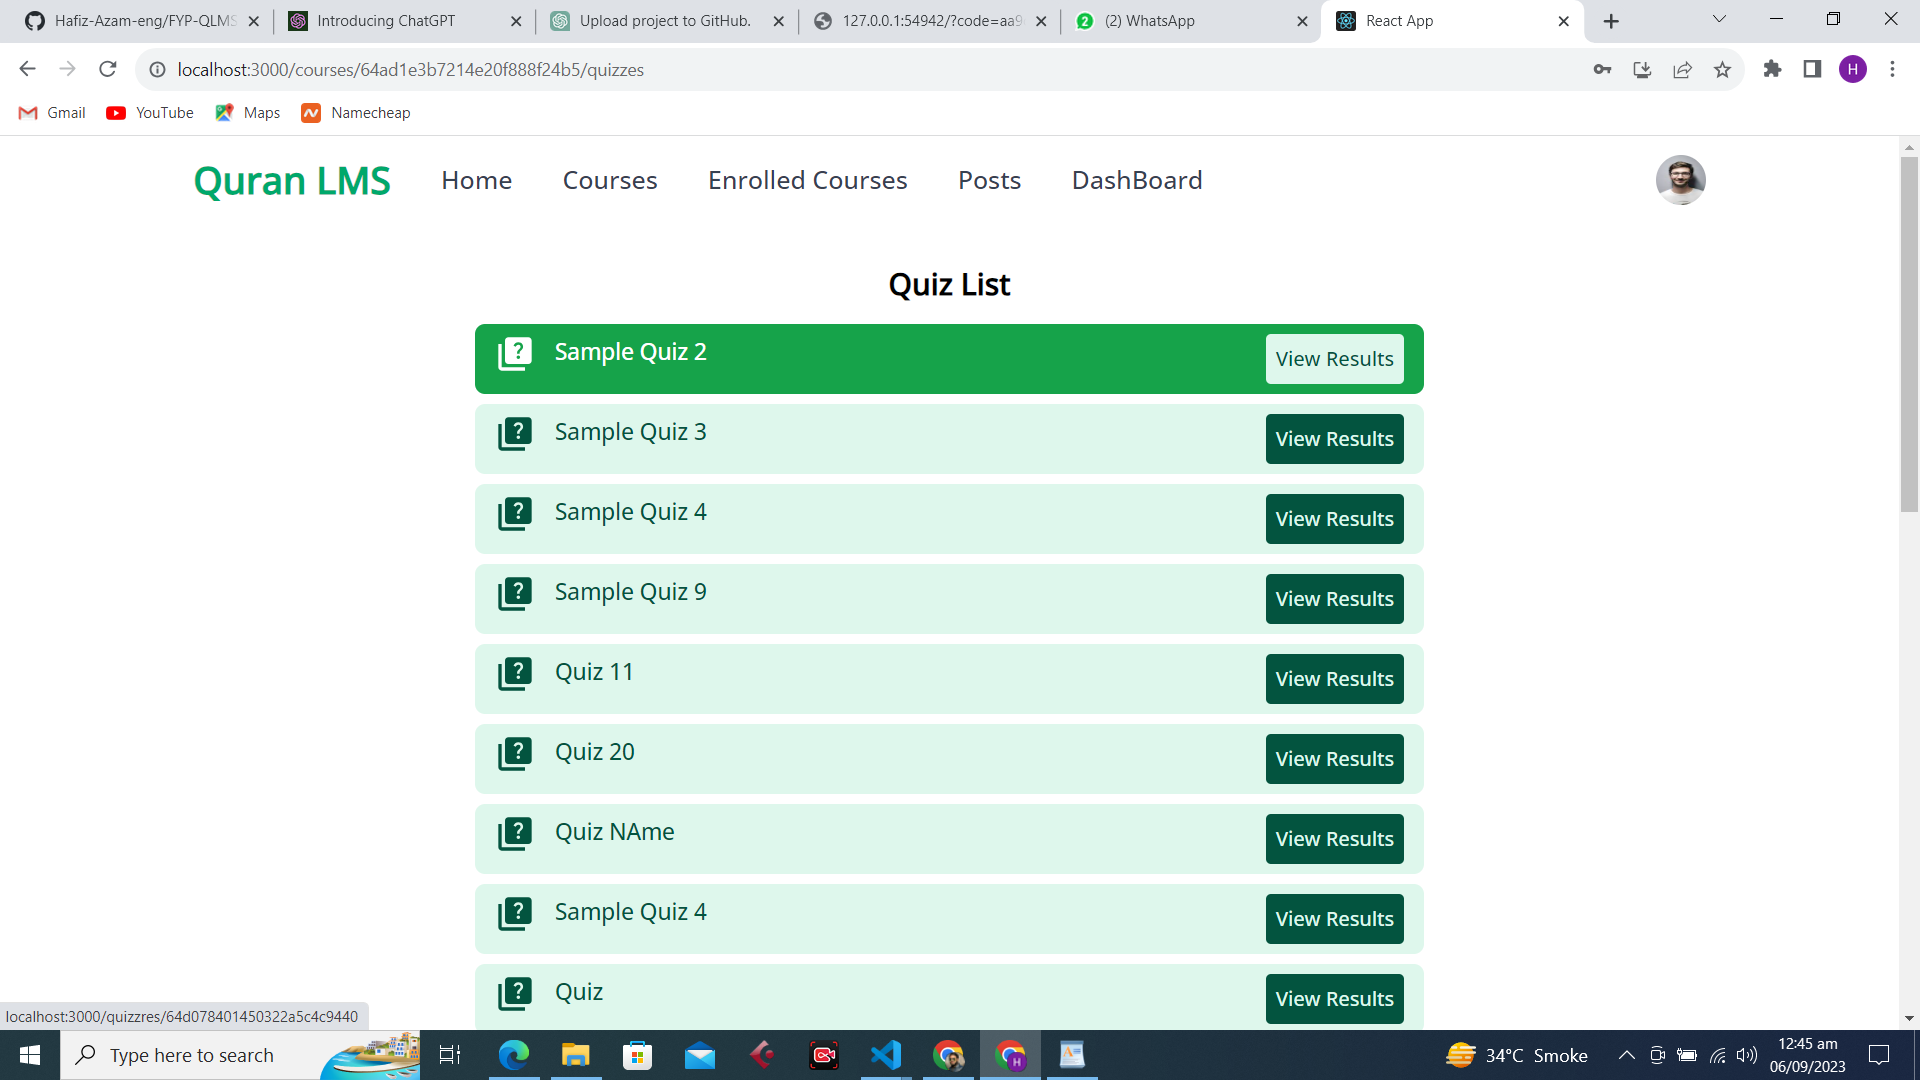 Hafiz-Azam-eng/FYP-QLMS
Introducing ChatGPT
Upload project to GitHub.
127.0.0.1:54942/?code=aa9
(2) WhatsApp
React App
localhost:3000/courses/64ad1e3b7214e20f888f24b5/quizzes
H
Gmail
YouTube
Maps
Namecheap
Quran LMS
Home
Courses
Enrolled Courses
Posts
DashBoard
Quiz List
Sample Quiz 2
View Results
Sample Quiz 3
View Results
Sample Quiz 4
View Results
Sample Quiz 9
View Results
Quiz 11
View Results
Quiz 20
View Results
Quiz NAme
View Results
Sample Quiz 4
View Results
Quiz
View Results
localhost:3000/quizzres/64d078401450322a5c4c9440
Type here to search
34°C Smoke
12:45 am
06/09/2023